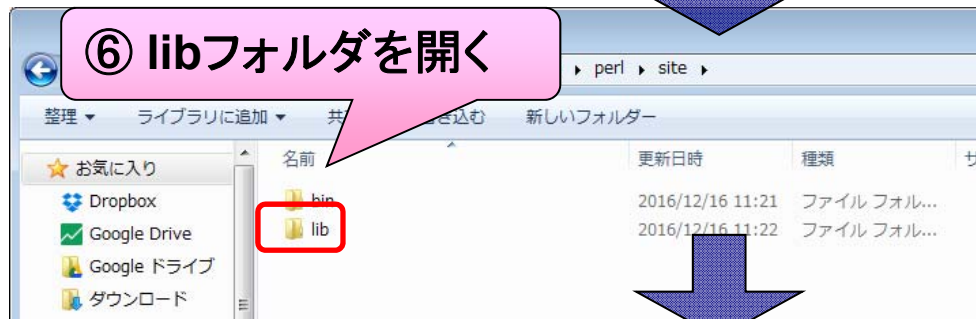 ⑥ libフォルダを開く
▸ perl ▸ site ▸
整理 ▼ ライブラリに追加 ▼ 共 き込む 新しいフォルダー
名前 更新日時 種類 サ
お気に入り
bin 2016/12/16 11:21 ファイル フォル...
Dropbox
lib 2016/12/16 11:22 ファイル フォル...
Google Drive
Google ドライブ
ダウンロード